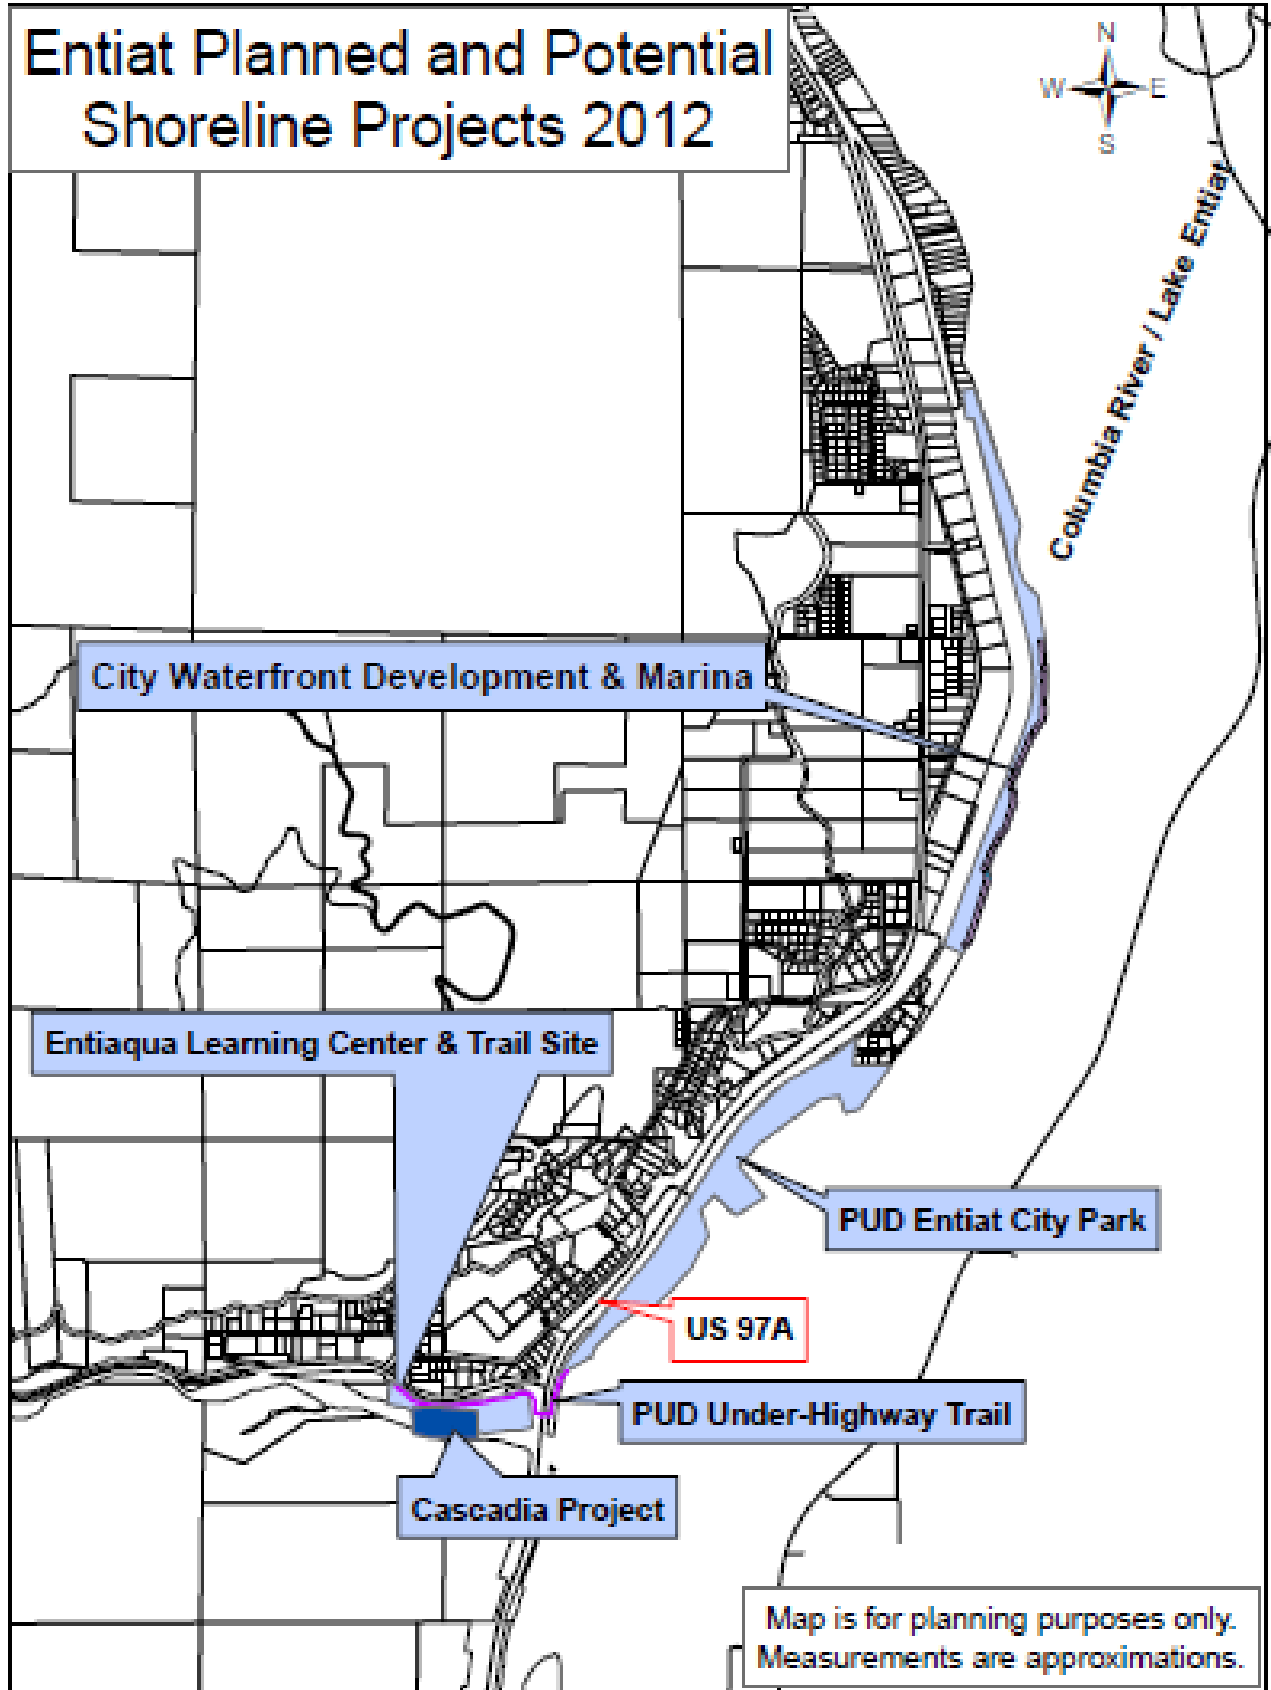 Entiat Planned and Potential
Shoreline Projects 2012
N
W E
S
Columbia River / Lake Entiat
City Waterfront Development & Marina
Entiaqua Learning Center & Trail Site
PUD Entiat City Park
US 97A
PUD Under-Highway Trail
Cascadia Project
Map is for planning purposes only.
Measurements are approximations.